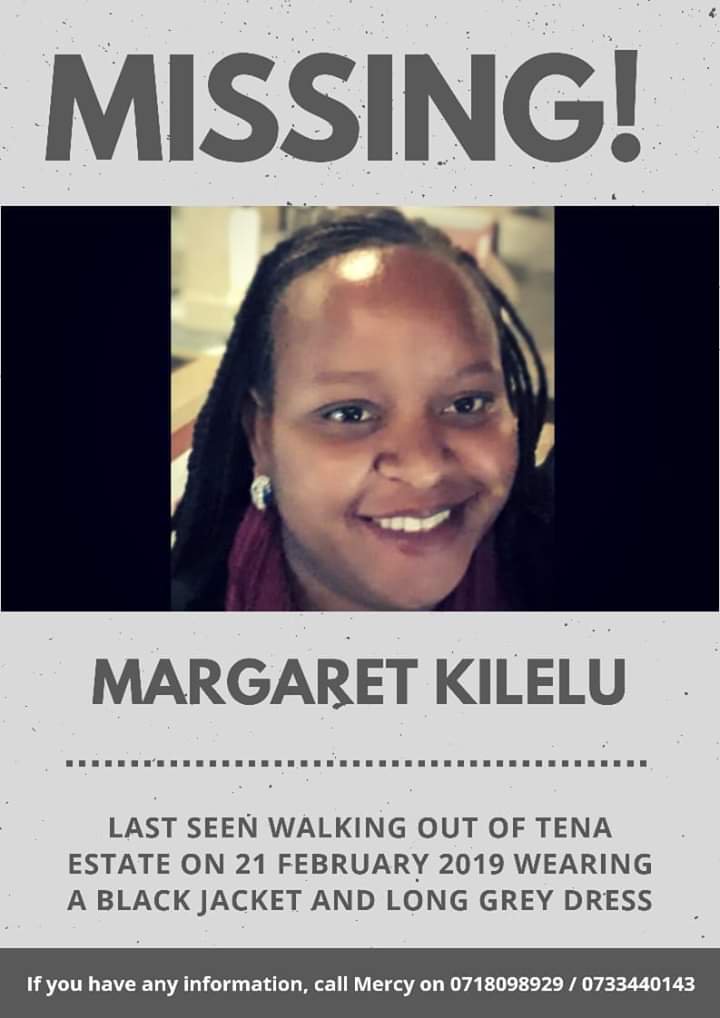 MISSING!
MARGARET KILELU
LAST SEEN WALKING OUT OF TENA
ESTATE ON 21 FEBRUARY 2019 WEARING
A BLACK JACKET AND LONG GREY DRESS
If you have any information, call Mercy on 0718098929 / 0733440143